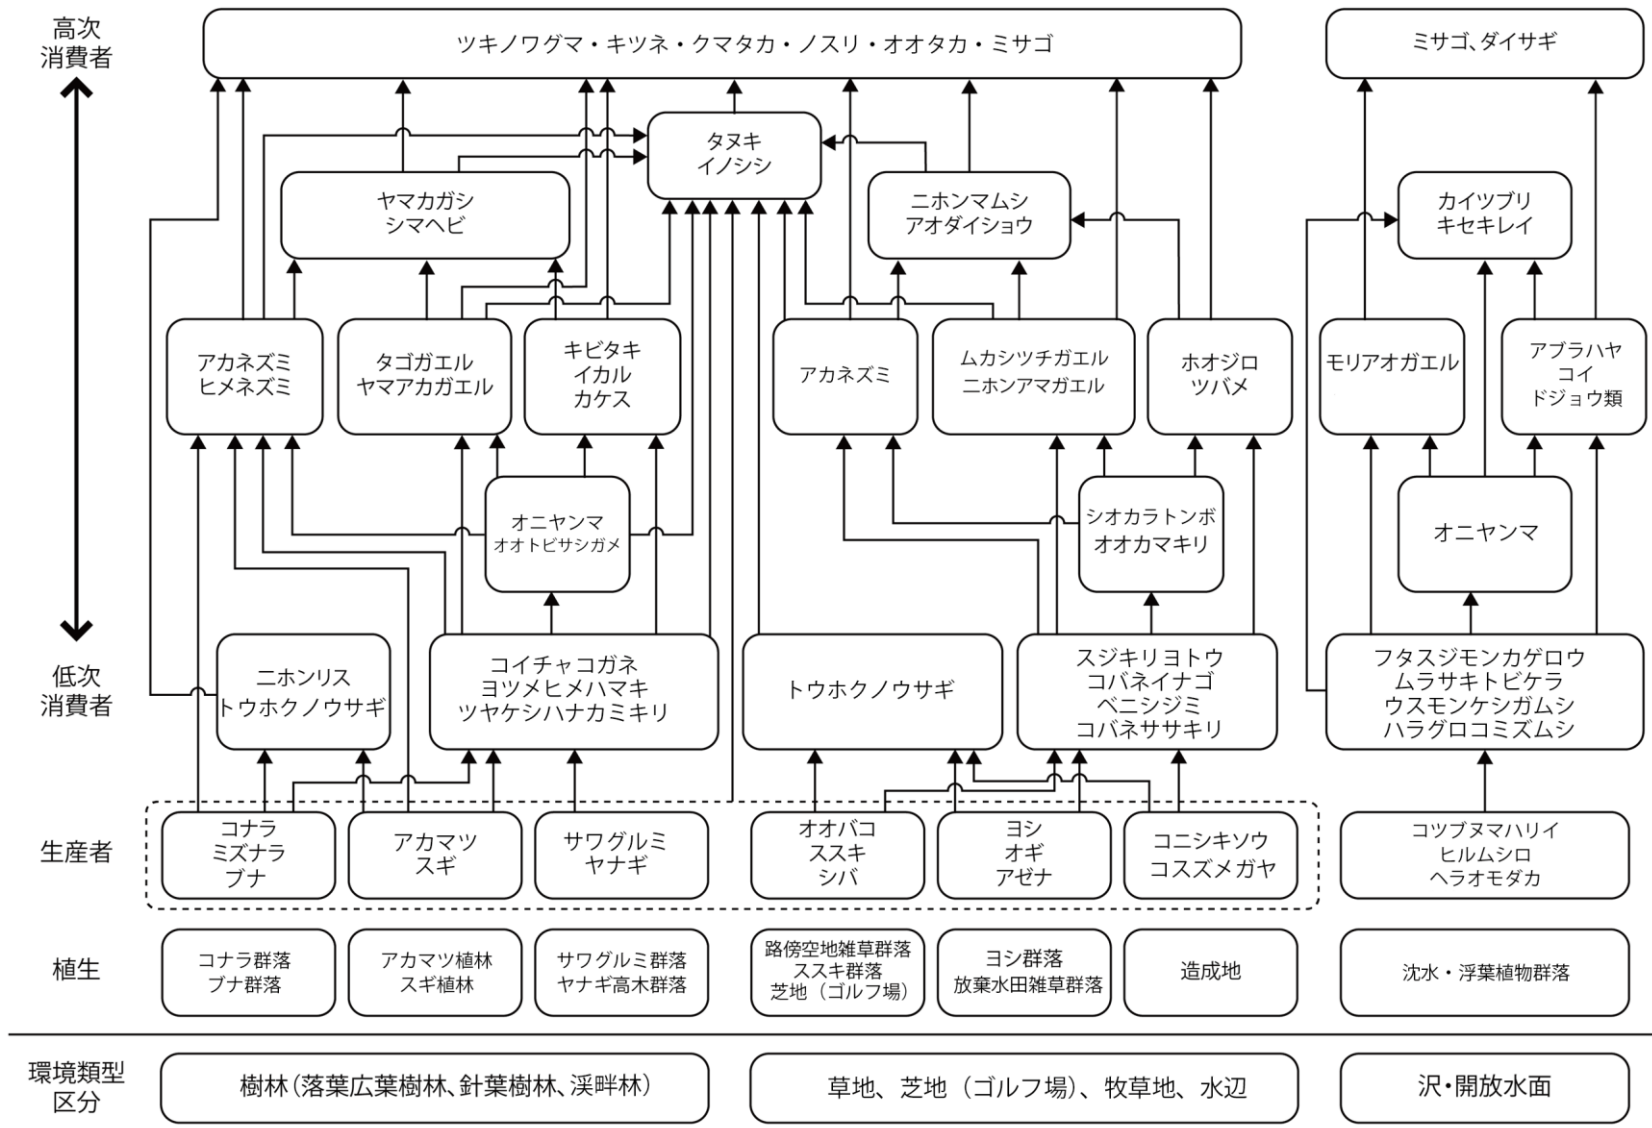 高次
消費者
ツキノワグマ・キツネ・クマタカ・ノスリ・オオタカ・ミサゴ
ミサゴ、ダイサギ
タヌキ
イノシシ
ヤマカガシ
シマヘビ
ニホンマムシ
アオダイショウ
カイツブリ
キセキレイ
アカネズミ
ヒメネズミ
タゴガエル
ヤマアカガエル
キビタキ
イカル
カケス
アカネズミ
ムカシツチガエル
ニホンアマガエル
ホオジロ
ツバメ
モリアオガエル
アブラハヤ
コイ
ドジョウ類
オニヤンマ
オオトビサシガメ
シオカラトンボ
オオカマキリ
オニヤンマ
低次
消費者
ニホンリス
トウホクノウサギ
コイチャコガネ
ヨツメヒメハマキ
ツヤケシハナカミキリ
トウホクノウサギ
スジキリヨトウ
コバネイナゴ
ベニシジミ
コバネササキリ
フタスジモンカゲロウ
ムラサキトビケラ
ウスモンケシガムシ
ハラグロコミズムシ
生産者
コナラ
ミズナラ
ブナ
アカマツ
スギ
サワグルミ
ヤナギ
オオバコ
ススキ
シバ
ヨシ
オギ
アゼナ
コニシキソウ
コスズメガヤ
コツブヌマハリイ
ヒルムシロ
ヘラオモダカ
植生
コナラ群落
ブナ群落
アカマツ植林
スギ植林
サワグルミ群落
ヤナギ高木群落
路傍空地雑草群落
ススキ群落
芝地（ゴルフ場）
ヨシ群落
放棄水田雑草群落
造成地
沈水・浮葉植物群落
環境類型
区分
樹林（落葉広葉樹林、針葉樹林、渓畔林）
草地、芝地（ゴルフ場）、牧草地、水辺
沢・開放水面